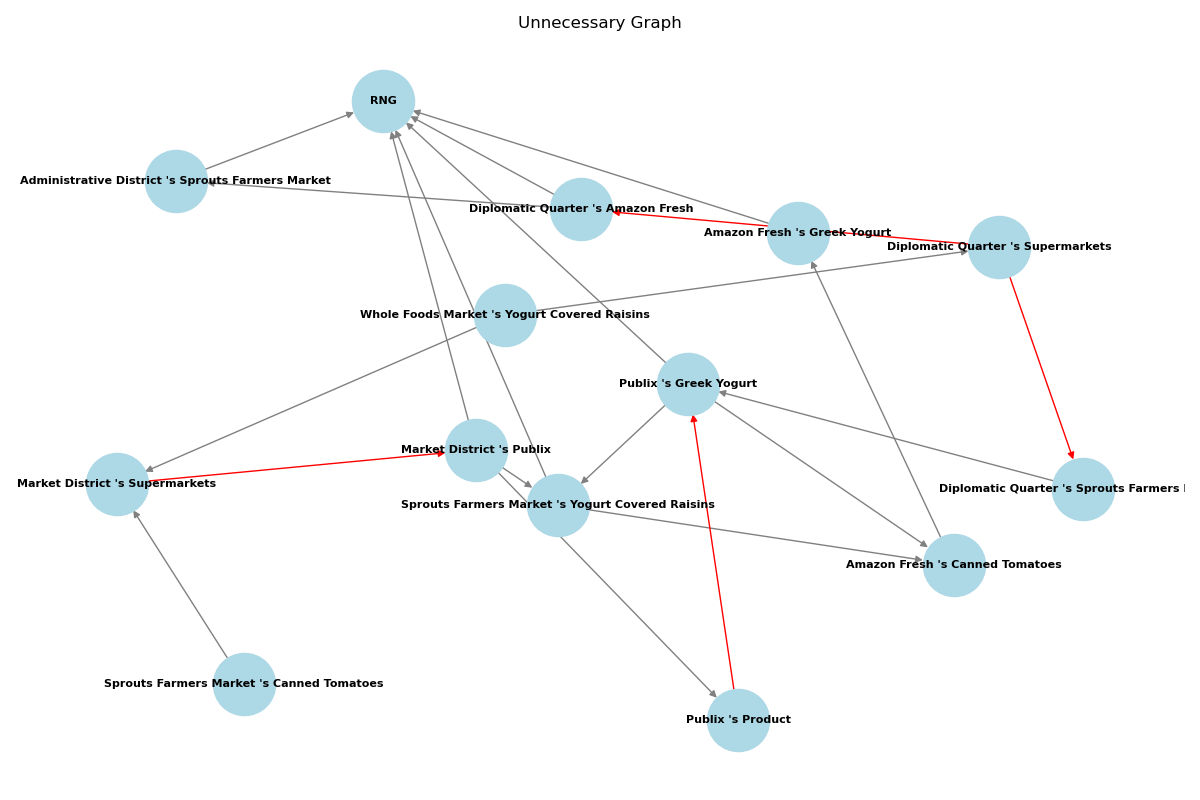 Unnecessary Graph
RNG
Administrative District 's Sprouts Farmers Market
Diplomatic Quarter 's Amazon Fresh
Amazon Fresh 's Greek Yogurt
Diplomatic Quarter 's Supermarkets
Whole Foods Market 's Yogurt Covered Raisins
Publix 's Greek Yogurt
Market District 's Publix
Market District 's Supermarkets
Diplomatic Quarter 's Sprouts Farmers
Sprouts Farmers Market 's Yogurt Covered Raisins
Amazon Fresh 's Canned Tomatoes
Sprouts Farmers Market 's Canned Tomatoes
Publix 's Product